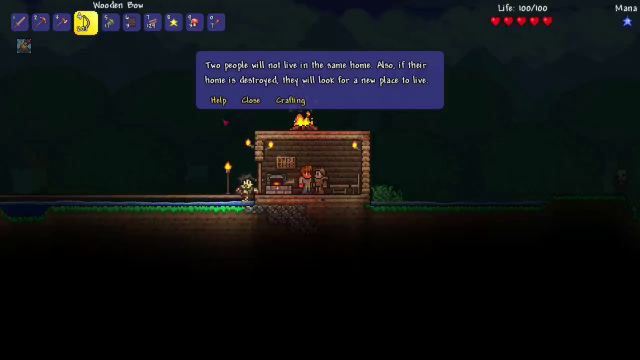 Wooden Bow
Life: 100/100
Mana
Two people will not live in the same home. Also, if their
home is destroyed, they will look for a new place to live.
Help Close Crafting